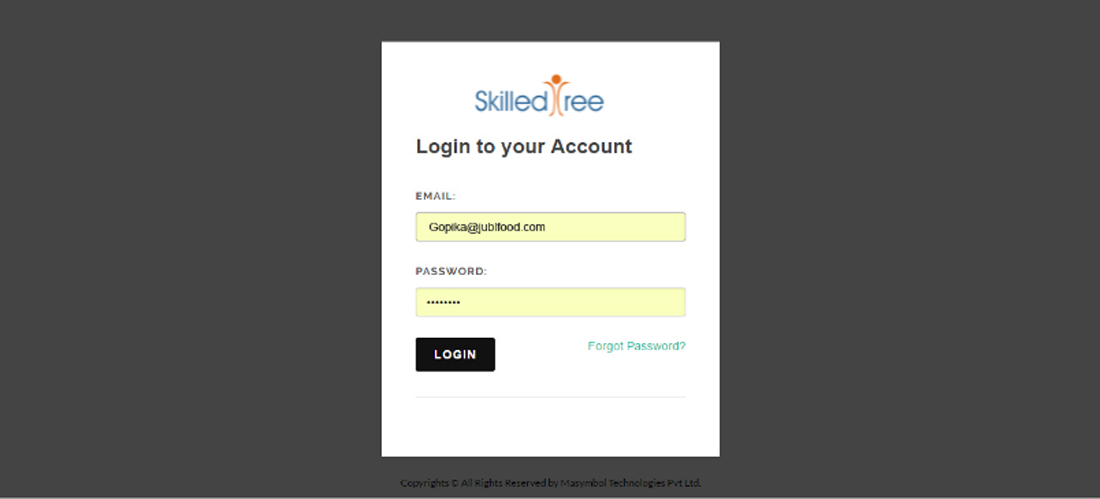 SkilledTree
Login to your Account
EMAIL:
Gopika@jublfood.com
PASSWORD:
••••••••
LOGIN
Forgot Password?
Copyrights © All Rights Reserved by Masymbol Technologies Pvt Ltd.